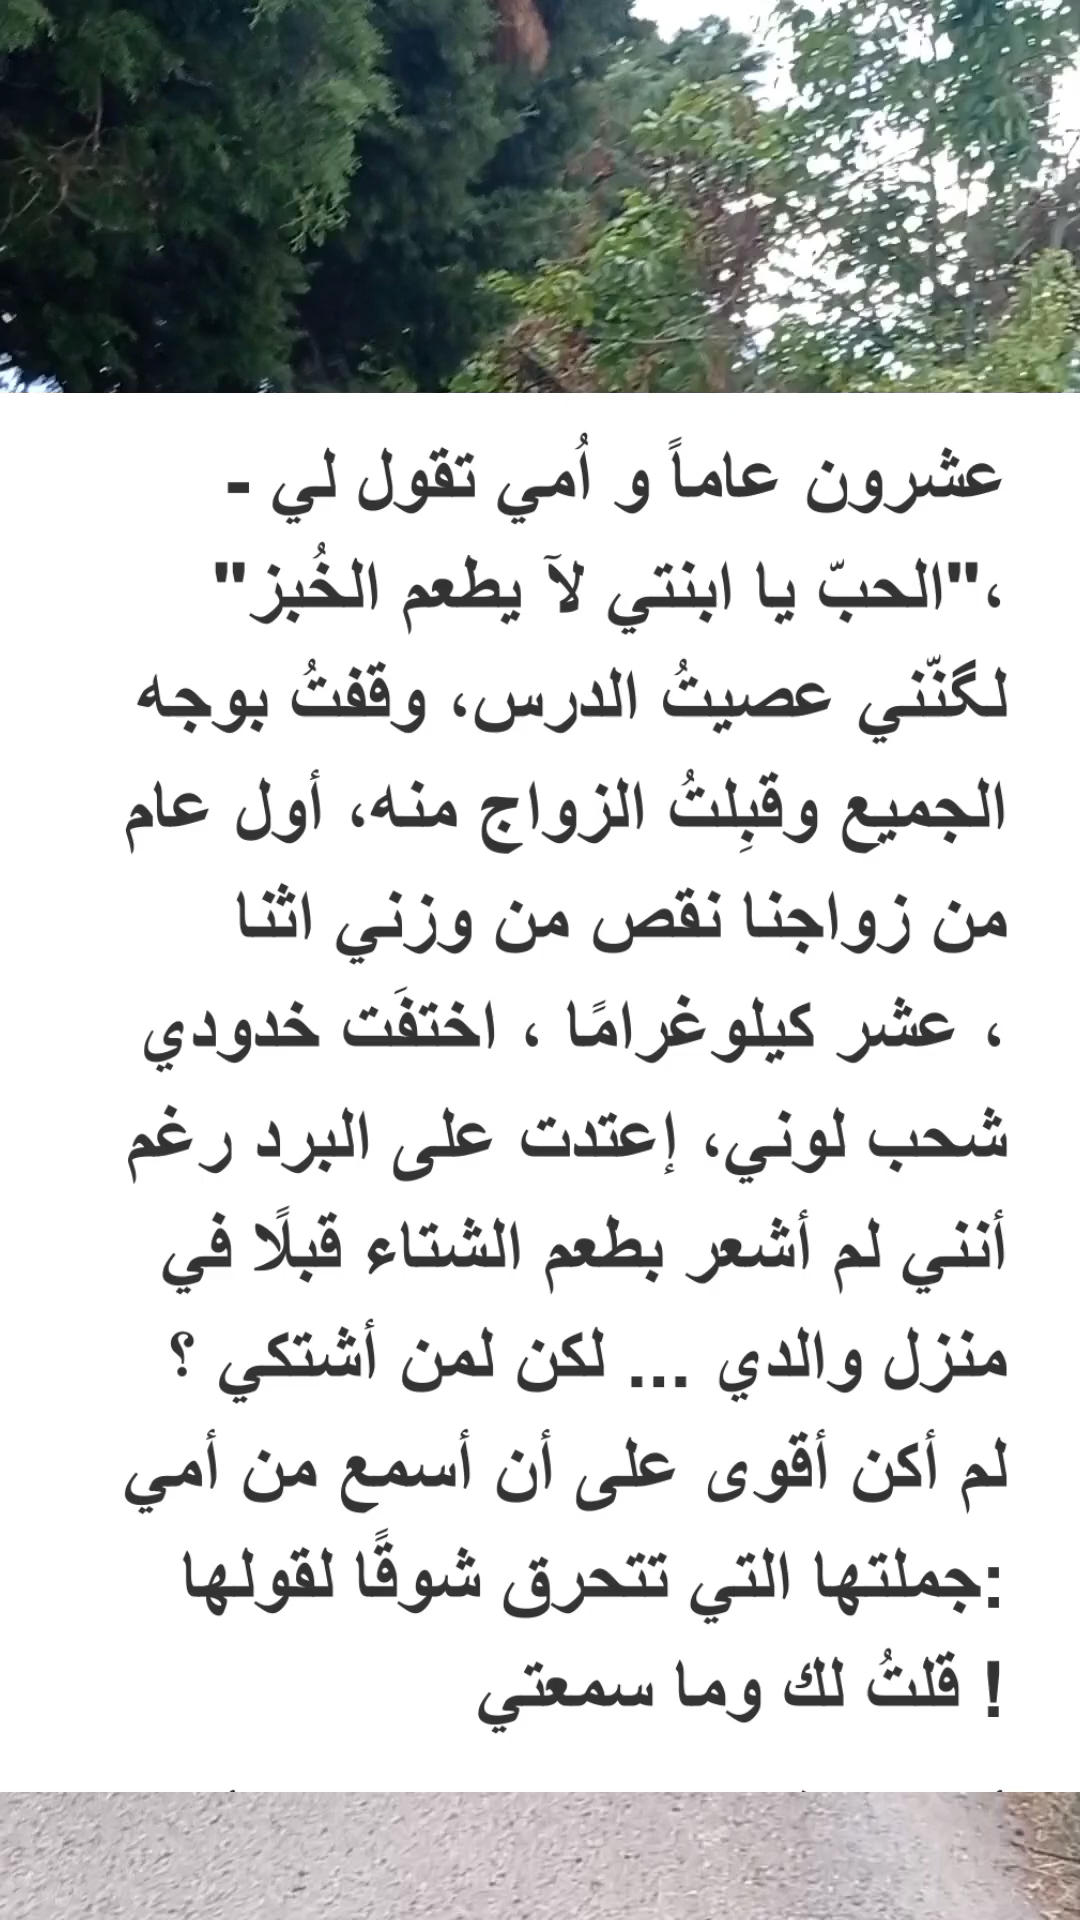 عشرون عاماً و اُمي تقول لي -
،"الحبّ يا ابنتي لآ يطعم الخُبز"
لگنّني عصيتُ الدرس، وقفتُ بوجه
الجميع وقبِلتُ الزواج منه، أول عام
من زواجنا نقص من وزني اثنا
، عشر كيلوغرامًا ، اختفَت خدودي
شحب لوني، إعتدت على البرد رغم
أنني لم أشعر بطعم الشتاء قبلًا في
منزل والدي ... لكن لمن أشتكي ؟
لم أكن أقوى على أن أسمع من أمي
:جملتها التي تتحرق شوقًا لقولها
! قلتُ لك وما سمعتي